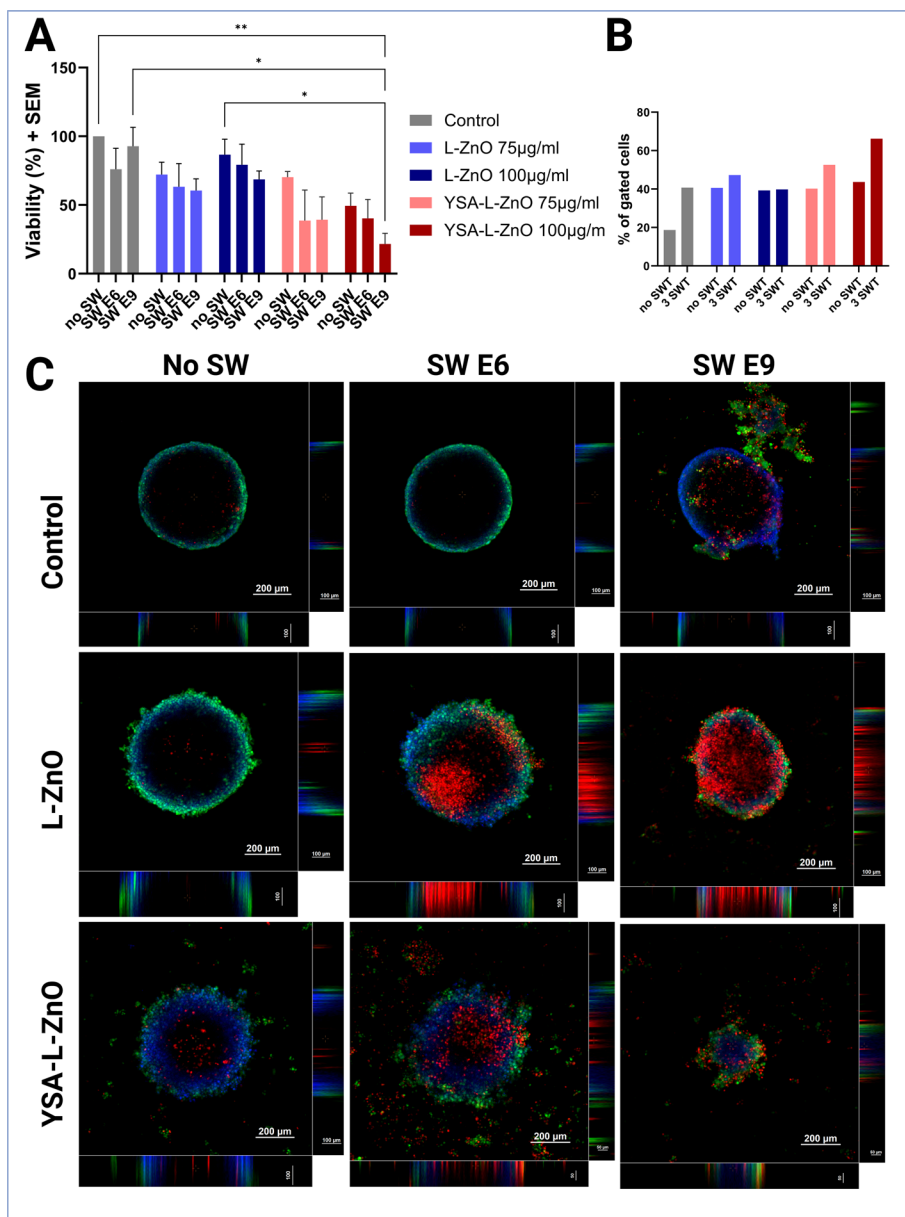 A
B
**
*
*
150
100
50
0
Viability (%) + SEM
no SW
SW E6
SW E9
no SW
SW E6
SW E9
no SW
SW E6
SW E9
no SW
SW E6
SW E9
no SW
SW E6
SW E9
Control
L-ZnO 75µg/ml
L-ZnO 100µg/ml
YSA-L-ZnO 75µg/ml
YSA-L-ZnO 100µg/m
80
60
40
20
0
% of gated cells
no SWT
3 SWT
no SWT
3 SWT
no SWT
3 SWT
no SWT
3 SWT
no SWT
3 SWT
C
No SW
SW E6
SW E9
Control
200 µm
100 µm
100
200 µm
100 µm
100
200 µm
100 µm
100
L-ZnO
200 µm
100 µm
100
200 µm
100 µm
100
200 µm
100 µm
100
YSA-L-ZnO
200 µm
100 µm
100
200 µm
50 µm
50
200 µm
50 µm
50